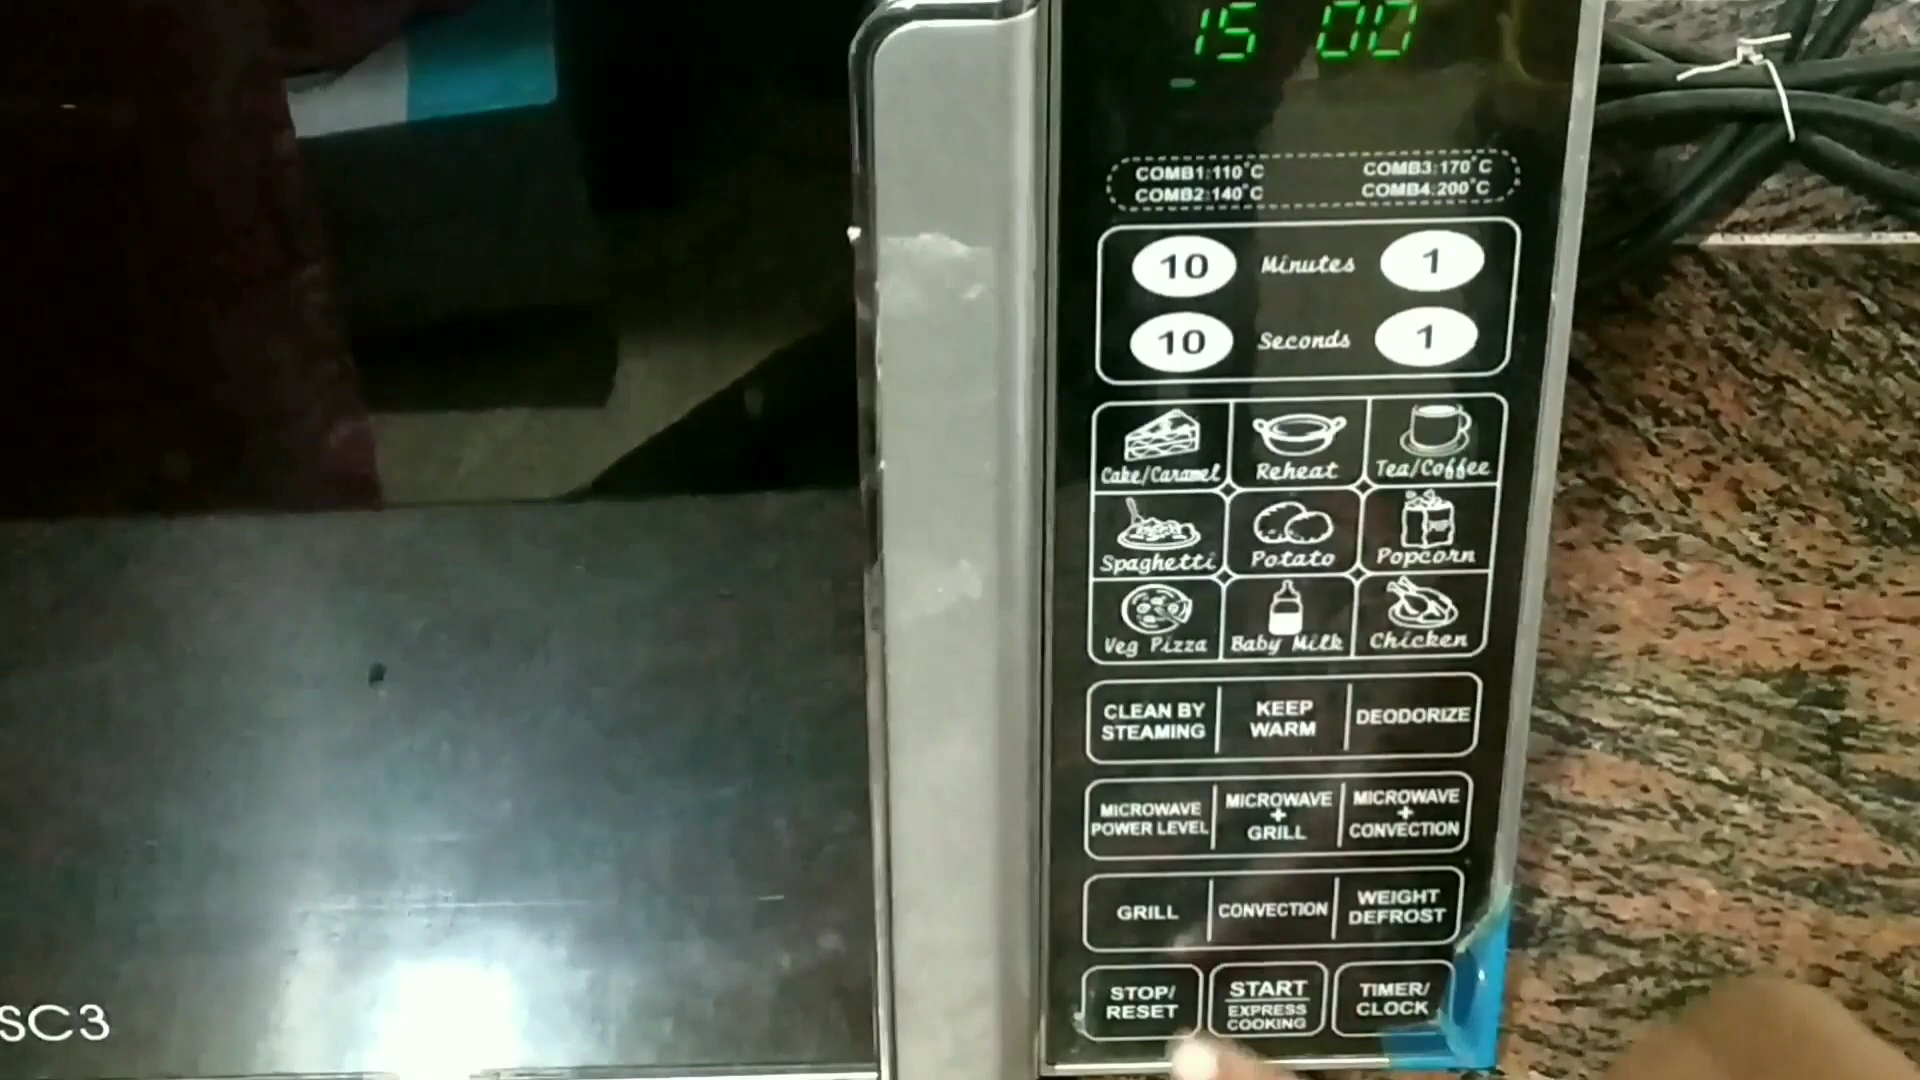 15 00
COMB1:110°C COMB3:170°C
COMB2:140°C COMB4:200°C
10 Minutes 1
10 Seconds 1
Cake/Caramel Reheat Tea/Coffee
Spaghetti Potato Popcorn
Veg Pizza Baby Milk Chicken
CLEAN BY
STEAMING
KEEP
WARM
DEODORIZE
MICROWAVE
POWER LEVEL
MICROWAVE
+
GRILL
MICROWAVE
+
CONVECTION
GRILL
CONVECTION
WEIGHT
DEFROST
STOP/
RESET
START
EXPRESS
COOKING
TIMER/
CLOCK
SC3